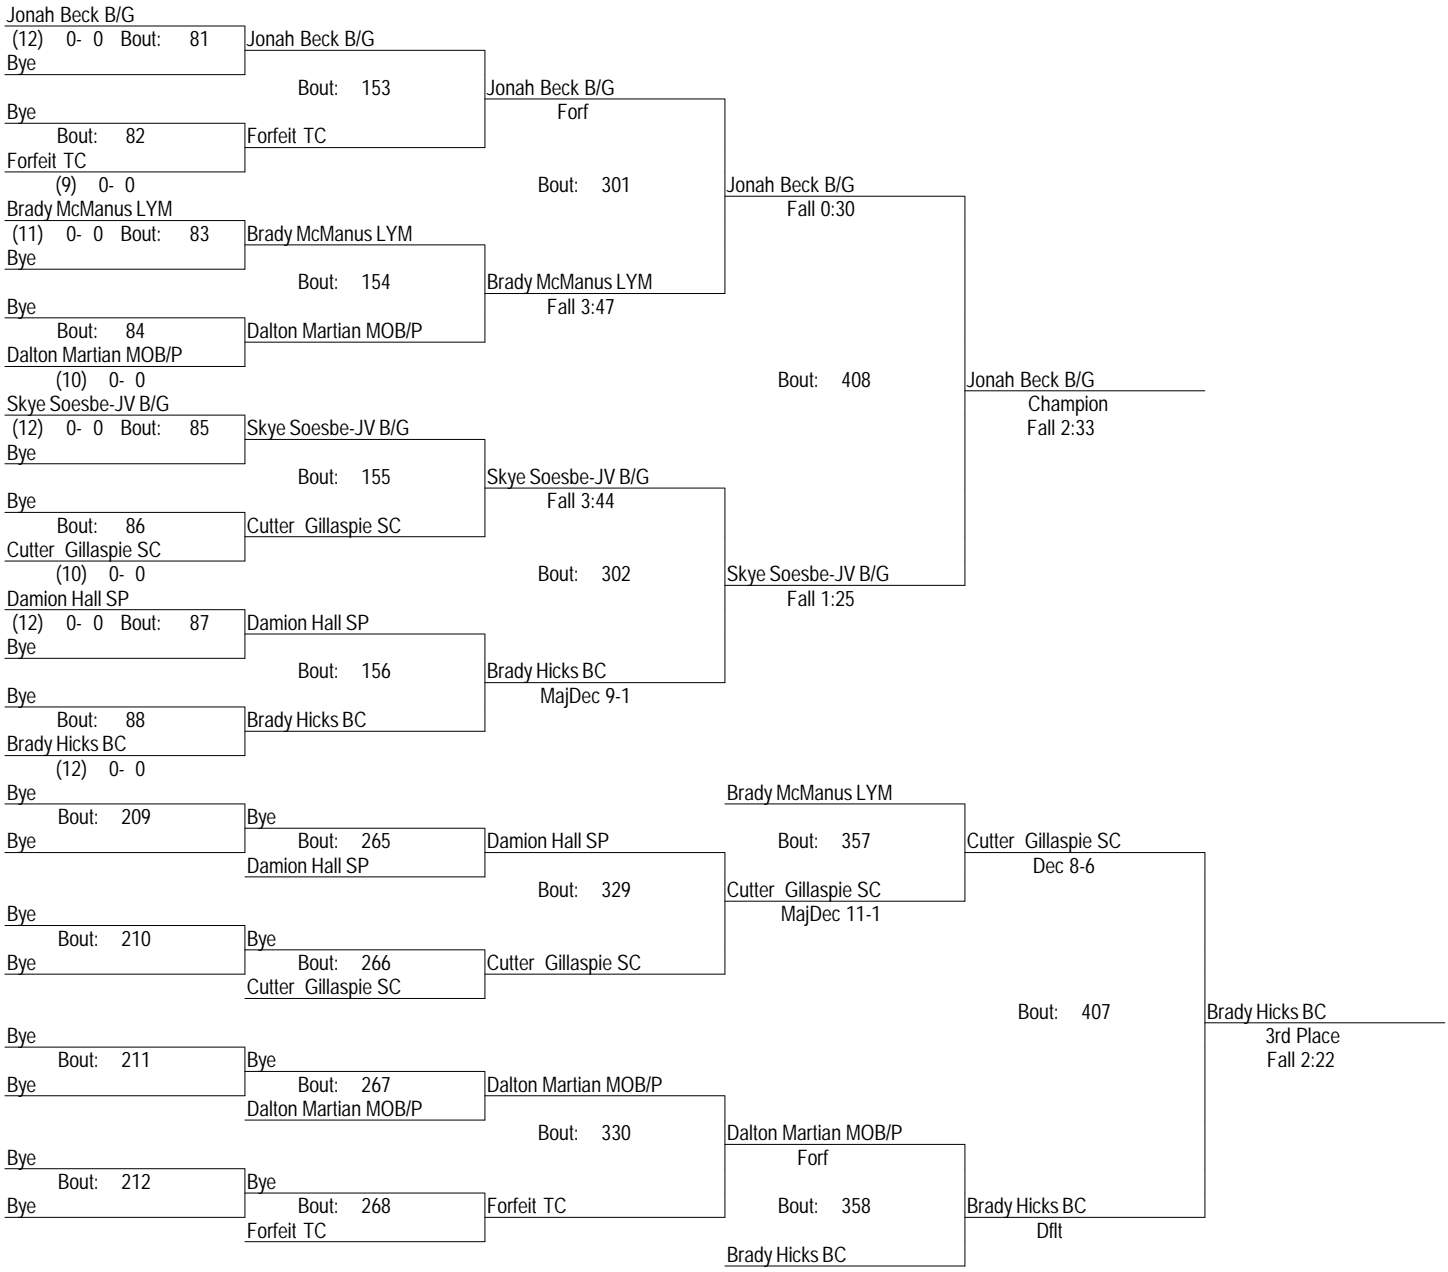 Jonah Beck B/G
(12) 0- 0 Bout: 81 Jonah Beck B/G
Bye
Bout: 153 Jonah Beck B/G
Bye Forf
Bout: 82 Forfeit TC
Forfeit TC
(9) 0- 0 Bout: 301 Jonah Beck B/G
Brady McManus LYM Fall 0:30
(11) 0- 0 Bout: 83 Brady McManus LYM
Bye
Bout: 154 Brady McManus LYM
Bye Fall 3:47
Bout: 84 Dalton Martian MOB/P
Dalton Martian MOB/P
(10) 0- 0 Bout: 408 Jonah Beck B/G
Skye Soesbe-JV B/G Champion
(12) 0- 0 Bout: 85 Skye Soesbe-JV B/G Fall 2:33
Bye
Bout: 155 Skye Soesbe-JV B/G
Bye Fall 3:44
Bout: 86 Cutter Gillaspie SC
Cutter Gillaspie SC
(10) 0- 0 Bout: 302 Skye Soesbe-JV B/G
Damion Hall SP Fall 1:25
(12) 0- 0 Bout: 87 Damion Hall SP
Bye
Bout: 156 Brady Hicks BC
Bye MajDec 9-1
Bout: 88 Brady Hicks BC
Brady Hicks BC
(12) 0- 0
Bye Brady McManus LYM
Bout: 209 Bye
Bye Bout: 265 Damion Hall SP Bout: 357 Cutter Gillaspie SC
Damion Hall SP Dec 8-6
Bout: 329 Cutter Gillaspie SC
Bye MajDec 11-1
Bout: 210 Bye
Bye Bout: 266 Cutter Gillaspie SC
Cutter Gillaspie SC
Bout: 407 Brady Hicks BC
Bye 3rd Place
Bout: 211 Bye Fall 2:22
Bye Bout: 267 Dalton Martian MOB/P
Dalton Martian MOB/P
Bout: 330 Dalton Martian MOB/P
Bye Forf
Bout: 212 Bye
Bye Bout: 268 Forfeit TC Bout: 358 Brady Hicks BC
Forfeit TC Dflt
Brady Hicks BC